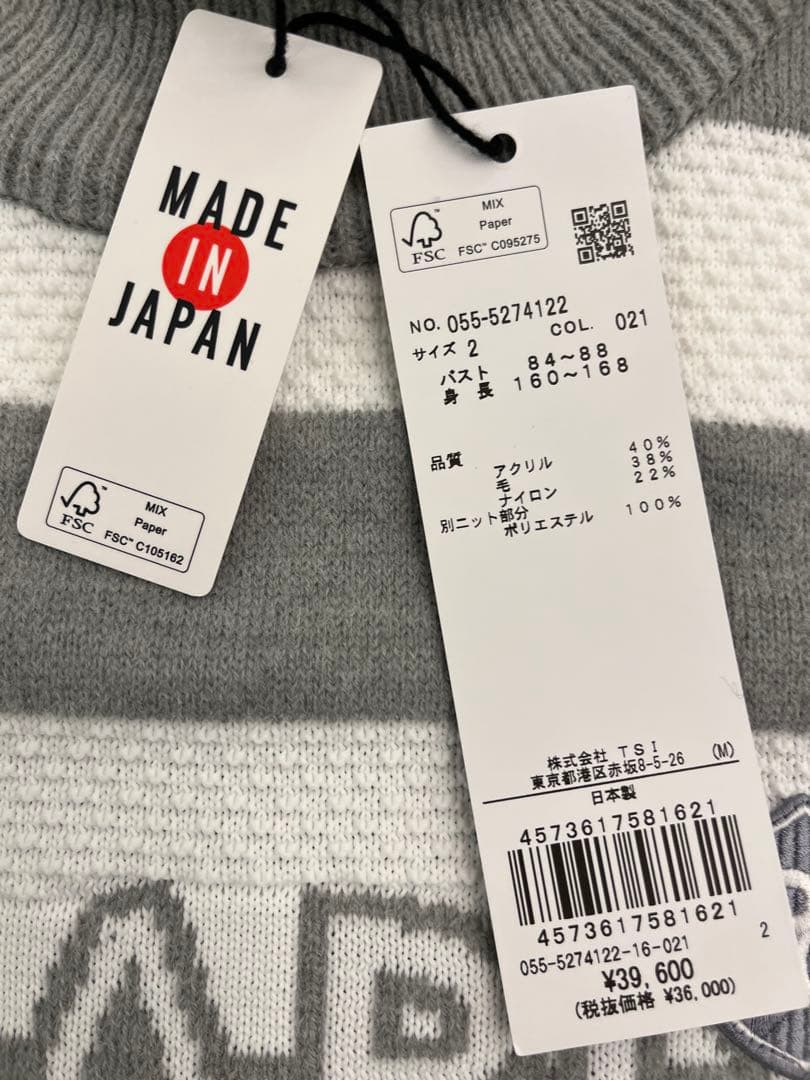 MADE
IN
JAPAN
FSC™
MIX
Paper
FSC™ C105162
FSC™
MIX
Paper
FSC™ C095275
NO. 055-5274122
COL. 021
サイズ 2
バスト 84~88
身 長 160~168
品質
アクリル 40%
毛 38%
ナイロン 22%
別ニット部分
ポリエステル 100%
株式会社 TSI
東京都港区赤坂8-5-26 (M)
日本製
4573617581621
4573617581621
055-5274122-16-021 2
¥39,600
(税抜価格 ¥36,000)